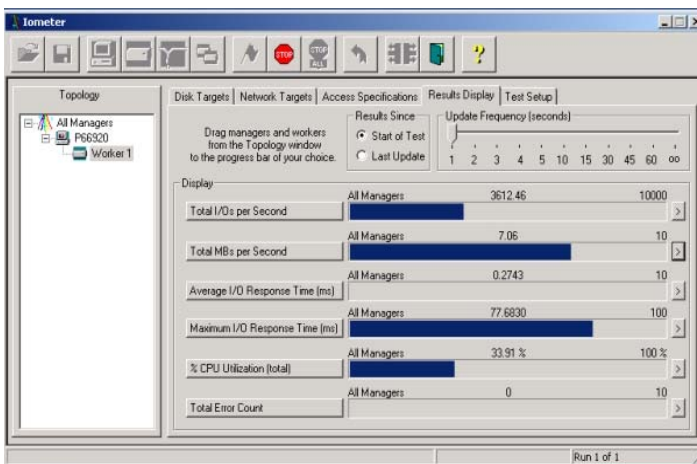 Iometer
STOP
STOP
ALL
?
Topology
All Managers
P66920
Worker 1
Disk Targets
Network Targets
Access Specifications
Results Display
Test Setup
Drag managers and workers
from the Topology window
to the progress bar of your choice.
Results Since
Start of Test
Last Update
Update Frequency (seconds)
1 2 3 4 5 10 15 30 45 60 oo
Display
All Managers 3612.46 10000
Total I/Os per Second >
All Managers 7.06 10
Total MBs per Second >
All Managers 0.2743 10
Average I/O Response Time (ms) >
All Managers 77.6830 100
Maximum I/O Response Time (ms) >
All Managers 33.91 % 100 %
% CPU Utilization (total) >
All Managers 0 10
Total Error Count >
Run 1 of 1